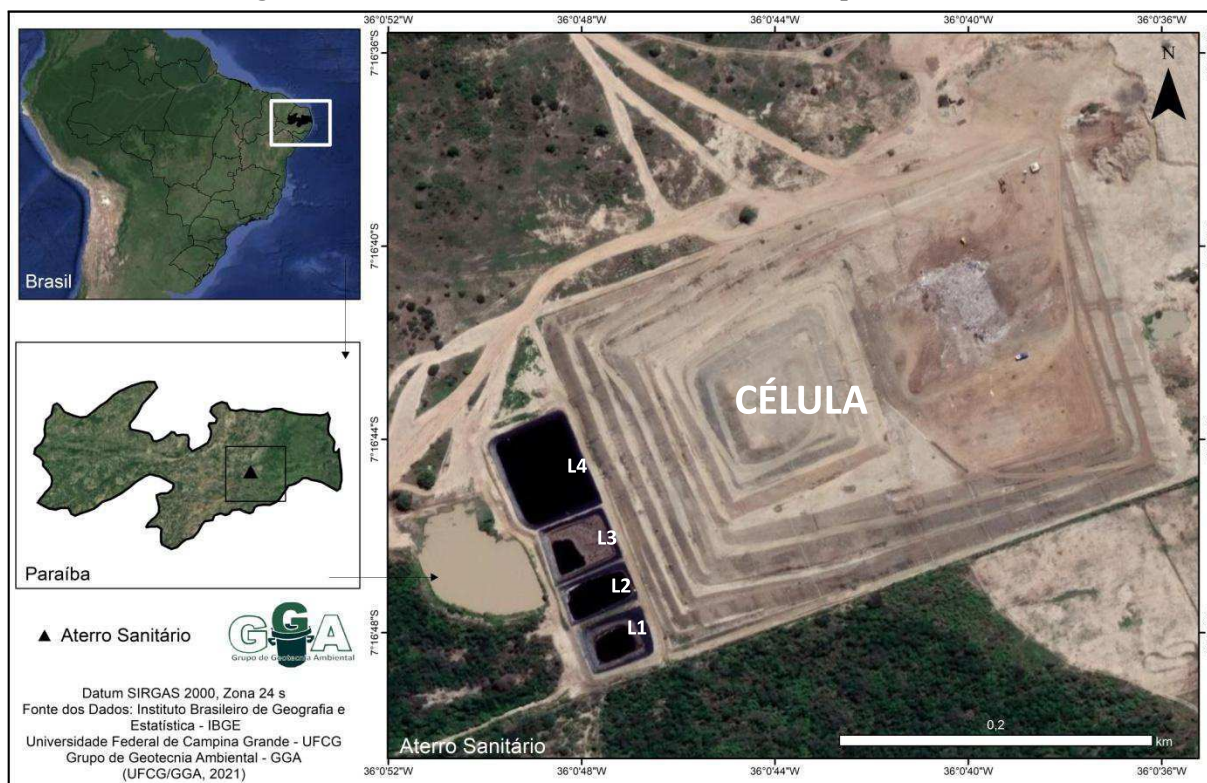 36°0'52"W 36°0'48"W 36°0'44"W 36°0'40"W 36°0'36"W
7°16'36"S
N
Brasil
7°16'40"S
CÉLULA
7°16'44"S
L4
L3
L2
L1
Paraíba
7°16'48"S
Aterro Sanitário
GGA
Grupo de Geotecnia Ambiental
Datum SIRGAS 2000, Zona 24 s
Fonte dos Dados: Instituto Brasileiro de Geografia e
Estatística - IBGE
Universidade Federal de Campina Grande - UFCG
Grupo de Geotecnia Ambiental - GGA
(UFCG/GGA, 2021)
Aterro Sanitário
0,2
km
36°0'52"W 36°0'48"W 36°0'44"W 36°0'40"W 36°0'36"W